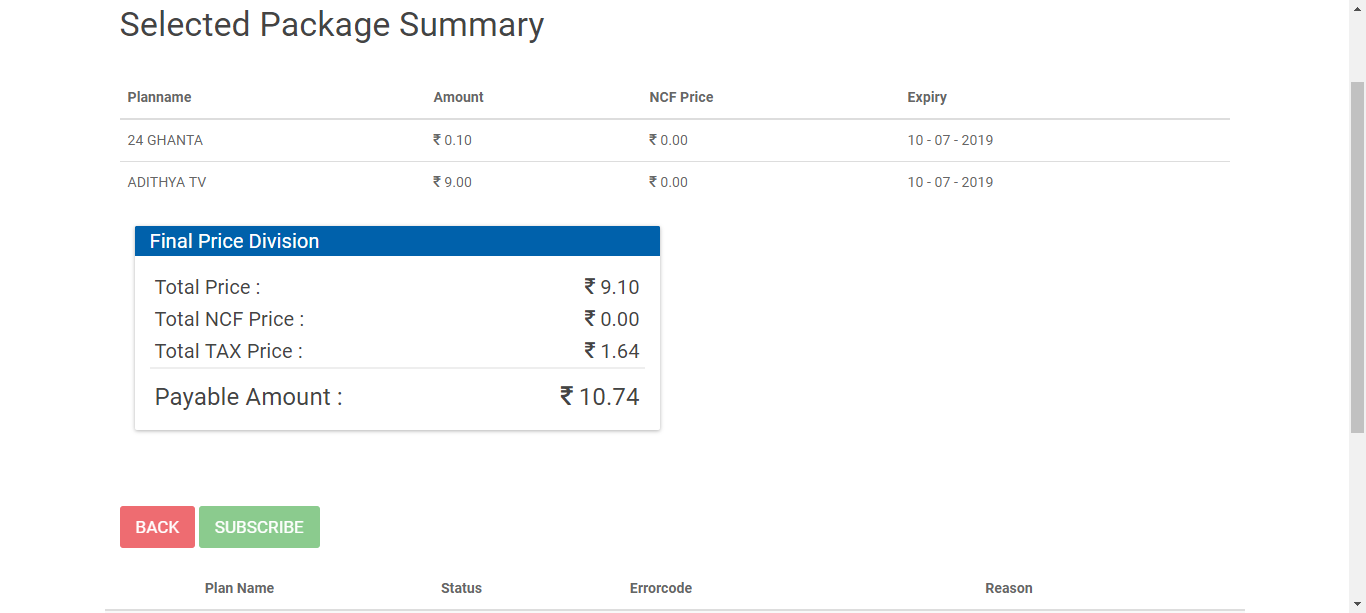 Selected Package Summary
Planname Amount NCF Price Expiry
24 GHANTA ₹ 0.10 ₹ 0.00 10 - 07 - 2019
ADITHYA TV ₹ 9.00 ₹ 0.00 10 - 07 - 2019
Final Price Division
Total Price : ₹ 9.10
Total NCF Price : ₹ 0.00
Total TAX Price : ₹ 1.64
Payable Amount : ₹ 10.74
BACK SUBSCRIBE
Plan Name Status Errorcode Reason